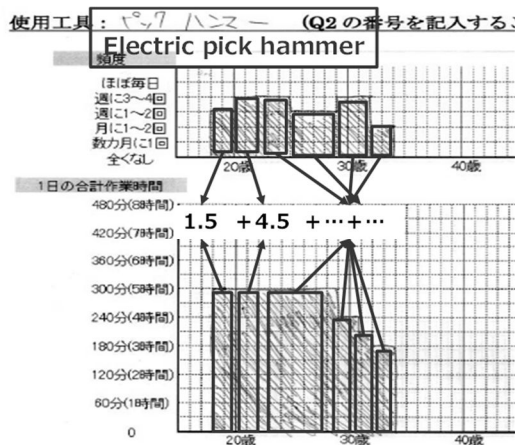 使用工具： ピック ハンマー (Q2 の番号を記入するこ
Electric pick hammer
頻度
ほぼ毎日
週に3〜4回
週に1〜2回
月に1〜2回
数カ月に1回
全くなし
20歳 30歳 40歳
1日の合計作業時間
480分(8時間)
1.5 +4.5 +…+…
420分(7時間)
360分(6時間)
300分(5時間)
240分(4時間)
180分(3時間)
120分(2時間)
60分(1時間)
0
20歳 30歳 40歳